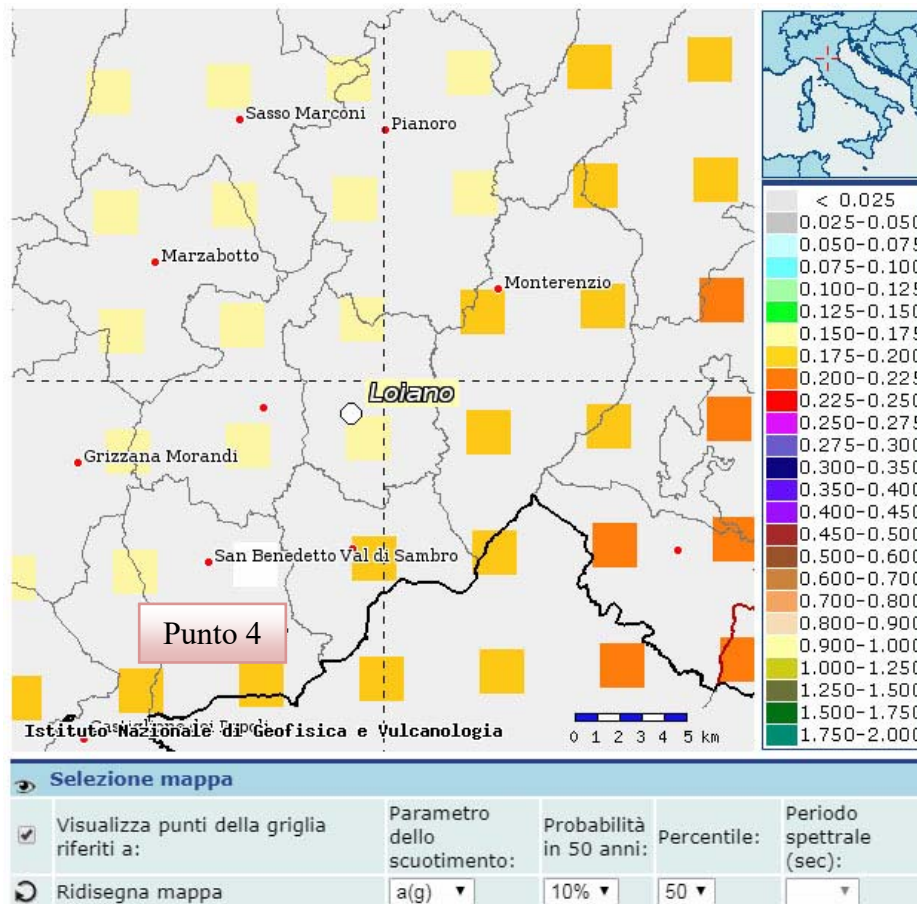 Sasso Marconi
Pianoro
Marzabotto
Monterenzio
Loiano
Grizzana Morandi
San Benedetto Val di Sambro
Punto 4
Istituto Nazionale di Geofisica e Vulcanologia
0 1 2 3 4 5 km
< 0.025
0.025-0.050
0.050-0.075
0.075-0.100
0.100-0.125
0.125-0.150
0.150-0.175
0.175-0.200
0.200-0.225
0.225-0.250
0.250-0.275
0.275-0.300
0.300-0.350
0.350-0.400
0.400-0.450
0.450-0.500
0.500-0.600
0.600-0.700
0.700-0.800
0.800-0.900
0.900-1.000
1.000-1.250
1.250-1.500
1.500-1.750
1.750-2.000
Selezione mappa
Visualizza punti della griglia riferiti a:
Parametro dello scuotimento:
Probabilità in 50 anni:
Percentile:
Periodo spettrale (sec):
Ridisegna mappa
a(g)
10%
50